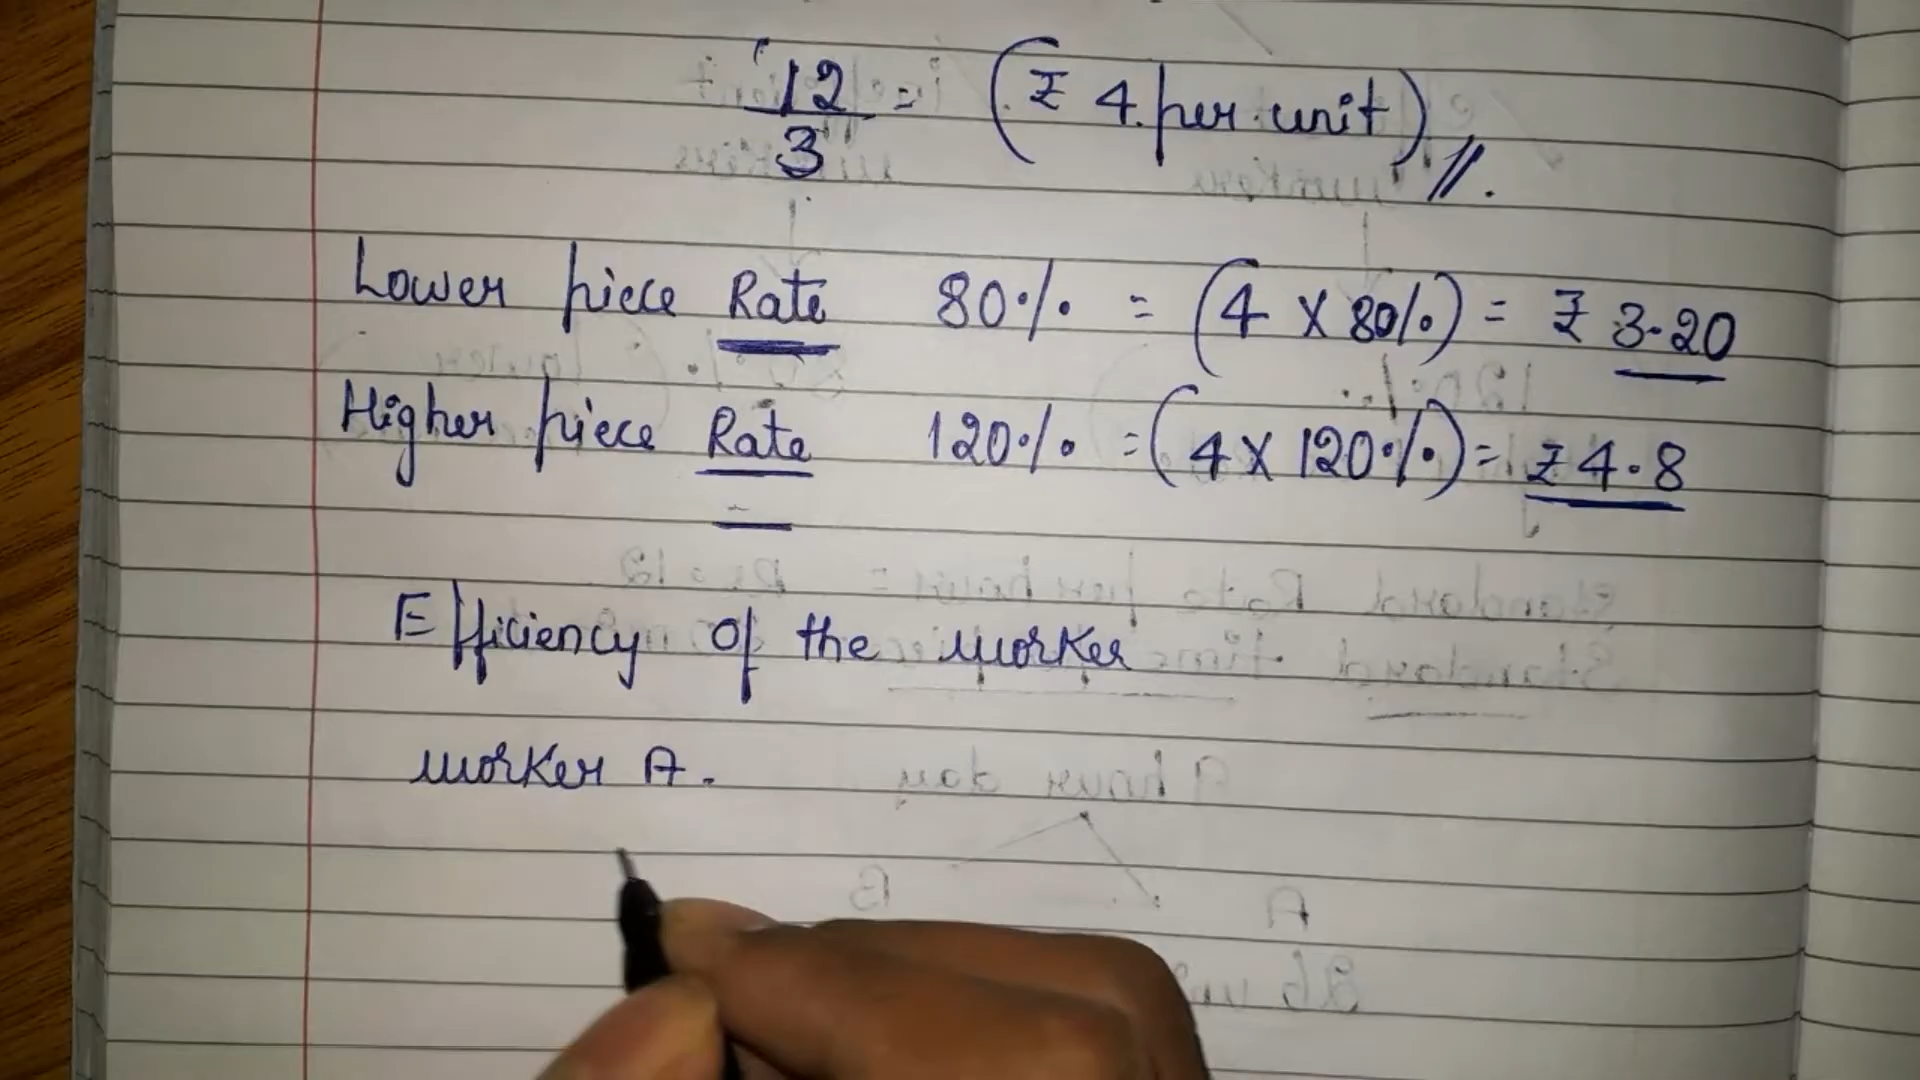 12/3 = (₹ 4. per unit)//.
Lower piece Rate 80% = (4 X 80%) = ₹ 3.20
Higher piece Rate 120% = (4 X 120%) = ₹ 4.8
Efficiency of the worker
worker A.